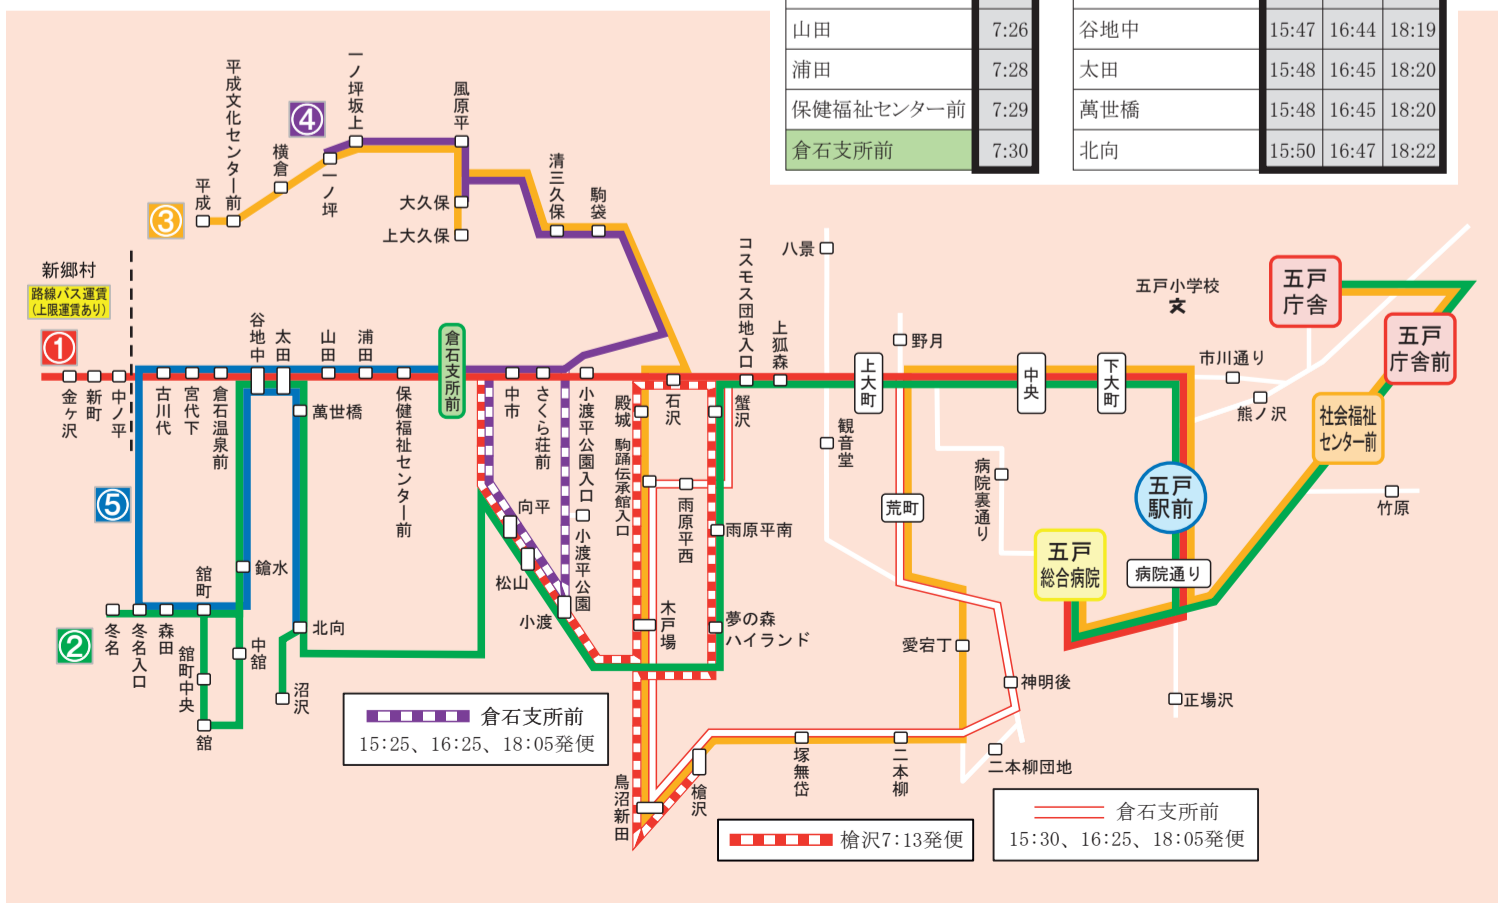 山田 7:26
浦田 7:28
保健福祉センター前 7:29
倉石支所前 7:30
谷地中 15:47 16:44 18:19
太田 15:48 16:45 18:20
萬世橋 15:48 16:45 18:20
北向 15:50 16:47 18:22
④
一ノ坪坂上
風原平
平成文化センター前
横倉
一ノ坪
平成
③
大久保
上大久保
清三久保
駒袋
コスモス団地入口
上狐森
八景
野月
五戸小学校
文
五戸
庁舎
五戸
庁舎前
市川通り
熊ノ沢
社会福祉
センター前
竹原
新郷村
路線バス運賃
(上限運賃あり)
①
金ヶ沢
新町
中ノ平
古川代
宮代下
倉石温泉前
谷地中
太田
萬世橋
山田
浦田
保健福祉センター前
倉石支所前
中市
さくら荘前
小渡平公園入口
小渡平公園
殿城
駒踊伝承館入口
石沢
蟹沢
上大町
中央
下大町
観音堂
病院裏通り
荒町
五戸
駅前
五戸
総合病院
病院通り
⑤
向平
松山
小渡
雨原平西
雨原平南
鎗水
舘町
②
冬名
冬名入口
森田
舘町中央
舘
中舘
北向
沼沢
木戸場
夢の森
ハイランド
愛宕丁
神明後
正場沢
鳥沼新田
槍沢
塚無岱
二本柳
二本柳団地
倉石支所前
15:25、16:25、18:05発便
槍沢7:13発便
倉石支所前
15:30、16:25、18:05発便